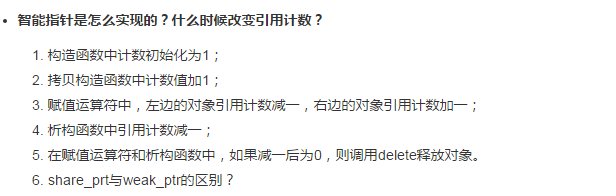 智能指针是怎么实现的？什么时候改变引用计数？
1. 构造函数中计数初始化为1；
2. 拷贝构造函数中计数值加1；
3. 赋值运算符中，左边的对象引用计数减一，右边的对象引用计数加一；
4. 析构函数中引用计数减一；
5. 在赋值运算符和析构函数中，如果减一后为0，则调用delete释放对象。
6. share_prt与weak_ptr的区别？